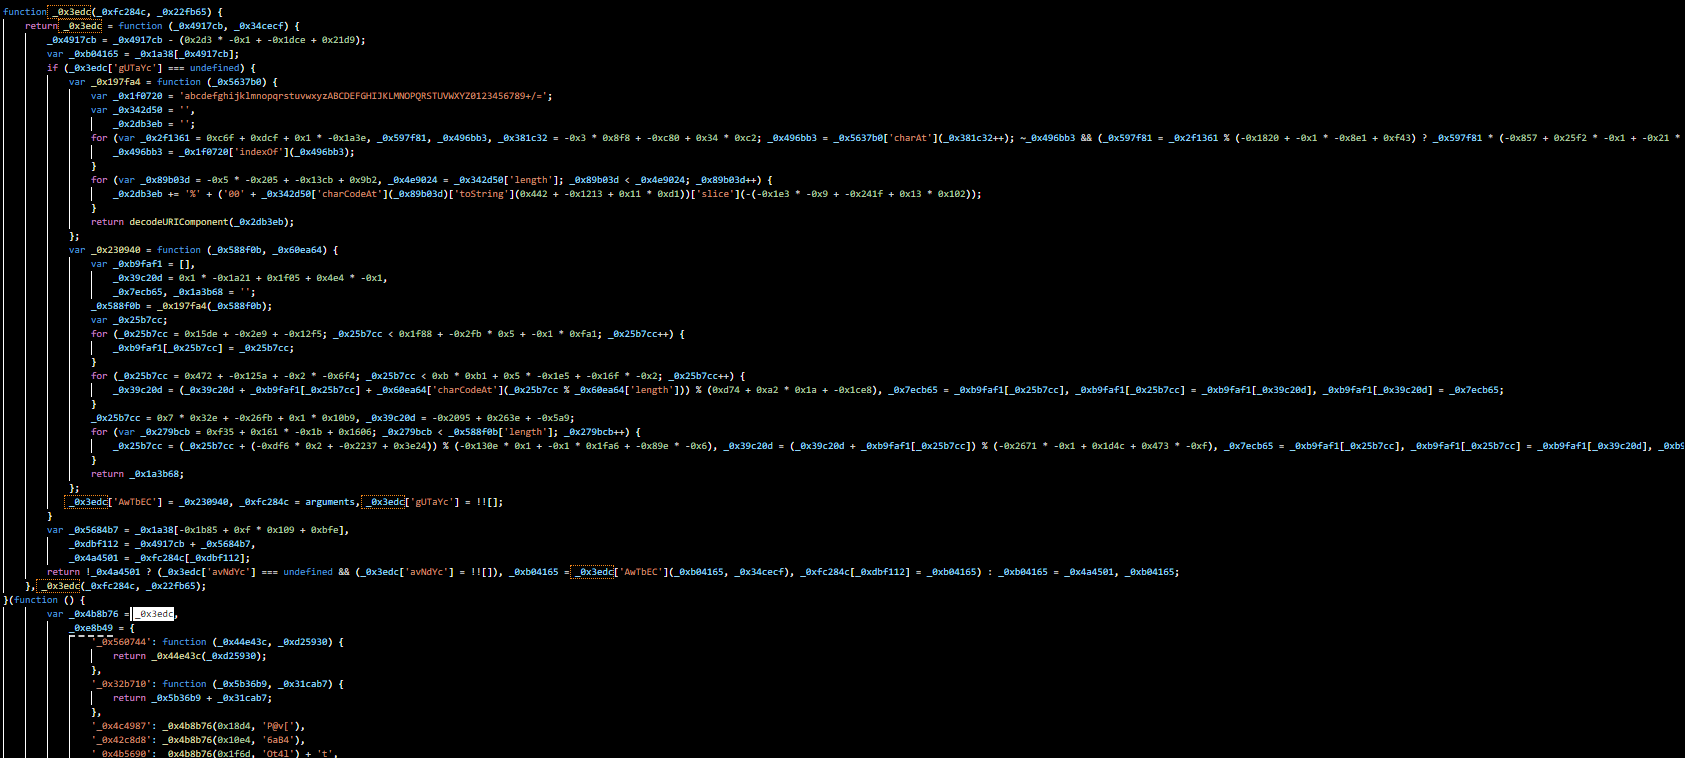 function _0x3edc(_0xfc284c, _0x22fb65) {
return _0x3edc = function (_0x4917cb, _0x34cecf) {
_0x4917cb = _0x4917cb - (0x2d3 * -0x1 + -0x1dce + 0x21d9);
var _0xb04165 = _0x1a38[_0x4917cb];
if (_0x3edc['gUTaYc'] === undefined) {
var _0x197fa4 = function (_0x5637b0) {
var _0x1f0720 = 'abcdefghijklmnopqrstuvwxyzABCDEFGHIJKLMNOPQRSTUVWXYZ0123456789+/=';
var _0x342d50 = '',
_0x2db3eb = '';
for (var _0x2f1361 = 0xc6f + 0xdcf + 0x1 * -0x1a3e, _0x597f81, _0x496bb3, _0x381c32 = -0x3 * 0x8f8 + -0xc80 + 0x34 * 0xc2; _0x496bb3 = _0x5637b0['charAt'](_0x381c32++); ~_0x496bb3 && (_0x597f81 = _0x2f1361 % (-0x1820 + -0x1 * -0x8e1 + 0xf43) ? _0x597f81 * (-0x857 + 0x25f2 * -0x1 + -0x21 *
_0x496bb3 = _0x1f0720['indexOf'](_0x496bb3);
}
for (var _0x89b03d = -0x5 * -0x205 + -0x13cb + 0x9b2, _0x4e9024 = _0x342d50['length']; _0x89b03d < _0x4e9024; _0x89b03d++) {
_0x2db3eb += '%' + ('00' + _0x342d50['charCodeAt'](_0x89b03d)['toString'](0x442 + -0x1213 + 0x11 * 0xd1))['slice'](-(-0x1e3 * -0x9 + -0x241f + 0x13 * 0x102));
}
return decodeURIComponent(_0x2db3eb);
};
var _0x230940 = function (_0x588f0b, _0x60ea64) {
var _0xb9faf1 = [],
_0x39c20d = 0x1 * -0x1a21 + 0x1f05 + 0x4e4 * -0x1,
_0x7ecb65, _0x1a3b68 = '';
_0x588f0b = _0x197fa4(_0x588f0b);
var _0x25b7cc;
for (_0x25b7cc = 0x15de + -0x2e9 + -0x12f5; _0x25b7cc < 0x1f88 + -0x2fb * 0x5 + -0x1 * 0xfa1; _0x25b7cc++) {
_0xb9faf1[_0x25b7cc] = _0x25b7cc;
}
for (_0x25b7cc = 0x472 + -0x125a + -0x2 * -0x6f4; _0x25b7cc < 0xb * 0xb1 + 0x5 * -0x1e5 + -0x16f * -0x2; _0x25b7cc++) {
_0x39c20d = (_0x39c20d + _0xb9faf1[_0x25b7cc] + _0x60ea64['charCodeAt'](_0x25b7cc % _0x60ea64['length'])) % (0xd74 + 0xa2 * 0x1a + -0x1ce8), _0x7ecb65 = _0xb9faf1[_0x25b7cc], _0xb9faf1[_0x25b7cc] = _0xb9faf1[_0x39c20d], _0xb9faf1[_0x39c20d] = _0x7ecb65;
}
_0x25b7cc = 0x7 * 0x32e + -0x26fb + 0x1 * 0x10b9, _0x39c20d = -0x2095 + 0x263e + -0x5a9;
for (var _0x279bcb = 0xf35 + 0x161 * -0x1b + 0x1606; _0x279bcb < _0x588f0b['length']; _0x279bcb++) {
_0x25b7cc = (_0x25b7cc + (-0xdf6 * 0x2 + -0x2237 + 0x3e24)) % (-0x130e * 0x1 + -0x1 * 0x1fa6 + -0x89e * -0x6), _0x39c20d = (_0x39c20d + _0xb9faf1[_0x25b7cc]) % (-0x2671 * -0x1 + 0x1d4c + 0x473 * -0xf), _0x7ecb65 = _0xb9faf1[_0x25b7cc], _0xb9faf1[_0x25b7cc] = _0xb9faf1[_0x39c20d], _0xb9
}
return _0x1a3b68;
};
_0x3edc['AwTbEC'] = _0x230940, _0xfc284c = arguments, _0x3edc['gUTaYc'] = !![];
}
var _0x5684b7 = _0x1a38[-0x1b85 + 0xf * 0x109 + 0xbfe],
_0xdbf112 = _0x4917cb + _0x5684b7,
_0x4a4501 = _0xfc284c[_0xdbf112];
return !_0x4a4501 ? (_0x3edc['avNdYc'] === undefined && (_0x3edc['avNdYc'] = !![]), _0xb04165 = _0x3edc['AwTbEC'](_0xb04165, _0x34cecf), _0xfc284c[_0xdbf112] = _0xb04165) : _0xb04165 = _0x4a4501, _0xb04165;
}, _0x3edc(_0xfc284c, _0x22fb65);
}(function () {
var _0x4b8b76 = _0x3edc,
_0xe8b49 = {
'_0x560744': function (_0x44e43c, _0xd25930) {
return _0x44e43c(_0xd25930);
},
'_0x32b710': function (_0x5b36b9, _0x31cab7) {
return _0x5b36b9 + _0x31cab7;
},
'_0x4c4987': _0x4b8b76(0x18d4, 'P@v['),
'_0x42c8d8': _0x4b8b76(0x10e4, '6aB4'),
'_0x4b5690': _0x4b8b76(0x1f6d, 'Ot4l') + 't',